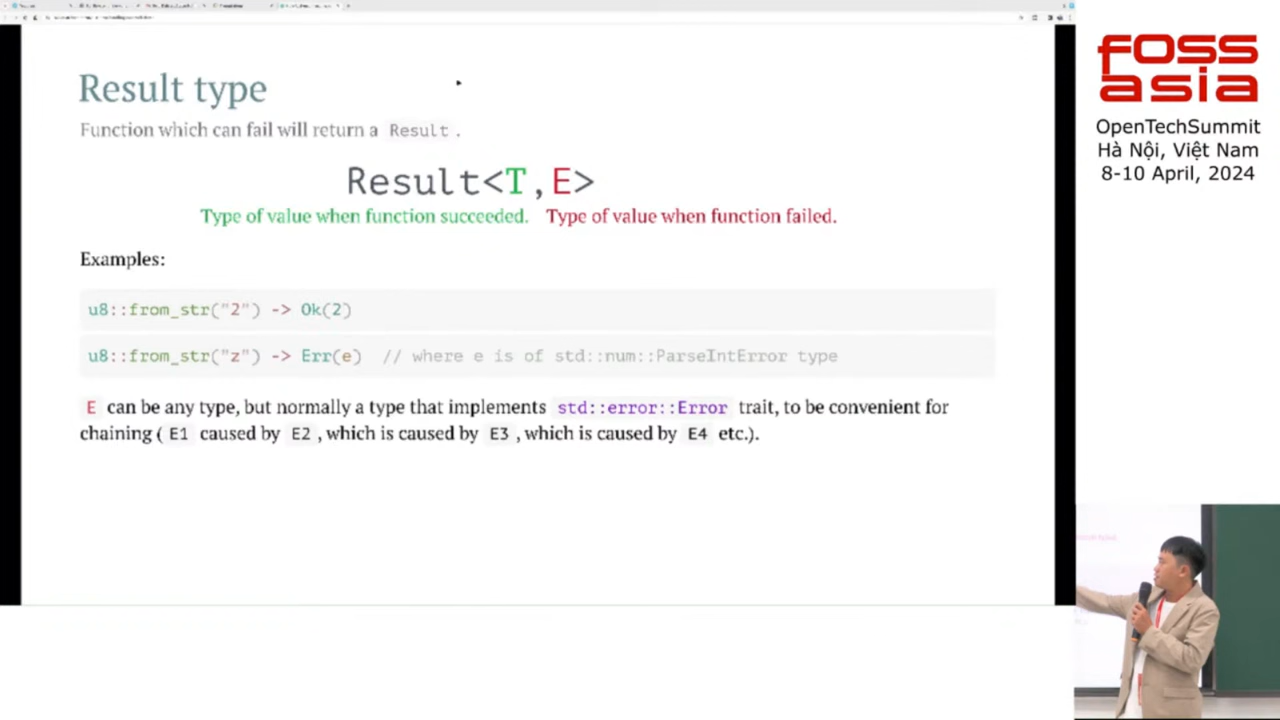 Result type
Function which can fail will return a Result .
Result<T,E>
Type of value when function succeeded. Type of value when function failed.
Examples:
u8::from_str("2") -> Ok(2)
u8::from_str("z") -> Err(e) // where e is of std::num::ParseIntError type
E can be any type, but normally a type that implements std::error::Error trait, to be convenient for
chaining ( E1 caused by E2 , which is caused by E3 , which is caused by E4 etc.).
FOSS
asia
OpenTechSummit
Hà Nội, Việt Nam
8-10 April, 2024